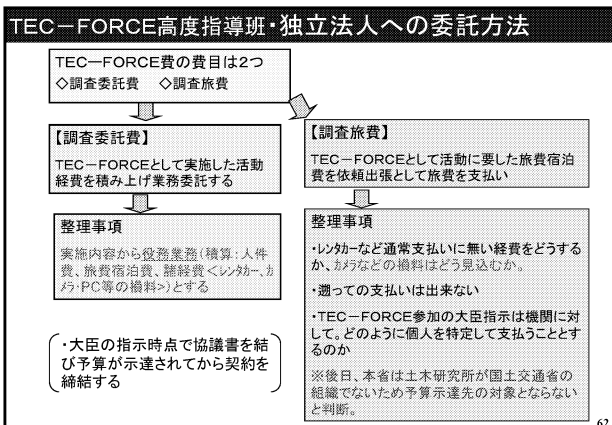 TEC－FORCE高度指導班・独立法人への委託方法
TEC―FORCE費の費目は2つ
◇調査委託費　◇調査旅費
【調査委託費】
TEC－FORCEとして実施した活動
経費を積み上げ業務委託する
整理事項
実施内容から役務業務（積算：人件
費、旅費宿泊費、諸経費＜レンタカー、カ
メラ・PC等の損料＞）とする
・大臣の指示時点で協議書を結
び予算が示達されてから契約を
締結する
【調査旅費】
TEC－FORCEとして活動に要した旅費宿泊
費を依頼出張として旅費を支払い
整理事項
・レンタカーなど通常支払いに無い経費をどうする
か、カメラなどの損料はどう見込むか。
・遡っての支払いは出来ない
・TEC－FORCE参加の大臣指示は機関に対
して。どのように個人を特定して支払うこととす
るのか
※後日、本省は土木研究所が国土交通省の
組織でないため予算示達先の対象とならない
と判断。
62